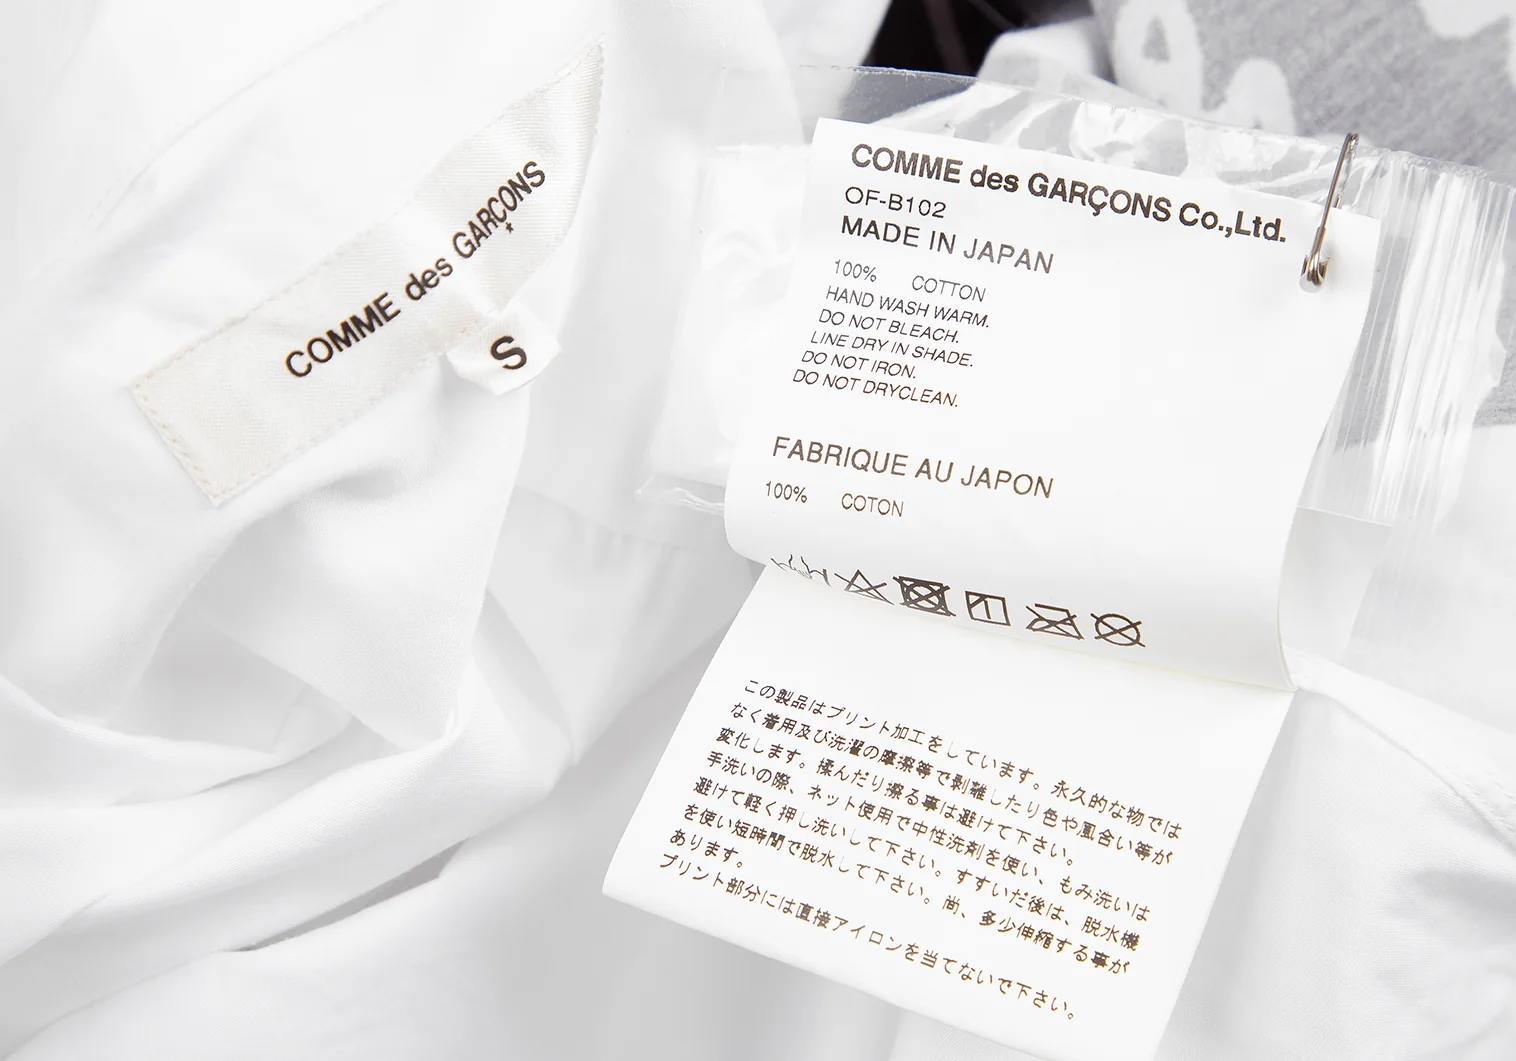 COMME des GARÇONS
S
COMME des GARÇONS Co.,Ltd.
OF-B102
MADE IN JAPAN
100% COTTON
HAND WASH WARM.
DO NOT BLEACH.
LINE DRY IN SHADE.
DO NOT IRON.
DO NOT DRYCLEAN.
FABRIQUE AU JAPON
100% COTON
この製品はプリント加工をしています。永久的な物では
なく着用及び洗濯の摩擦等で剥離したり色や風合い等が
変化します。揉んだり擦る事は避けて下さい。
手洗いの際、ネット使用で中性洗剤を使い、もみ洗いは
避けて軽く押し洗いして下さい。すすいだ後は、脱水機
を使い短時間で脱水して下さい。尚、多少伸縮する事が
あります。
プリント部分には直接アイロンを当てないで下さい。